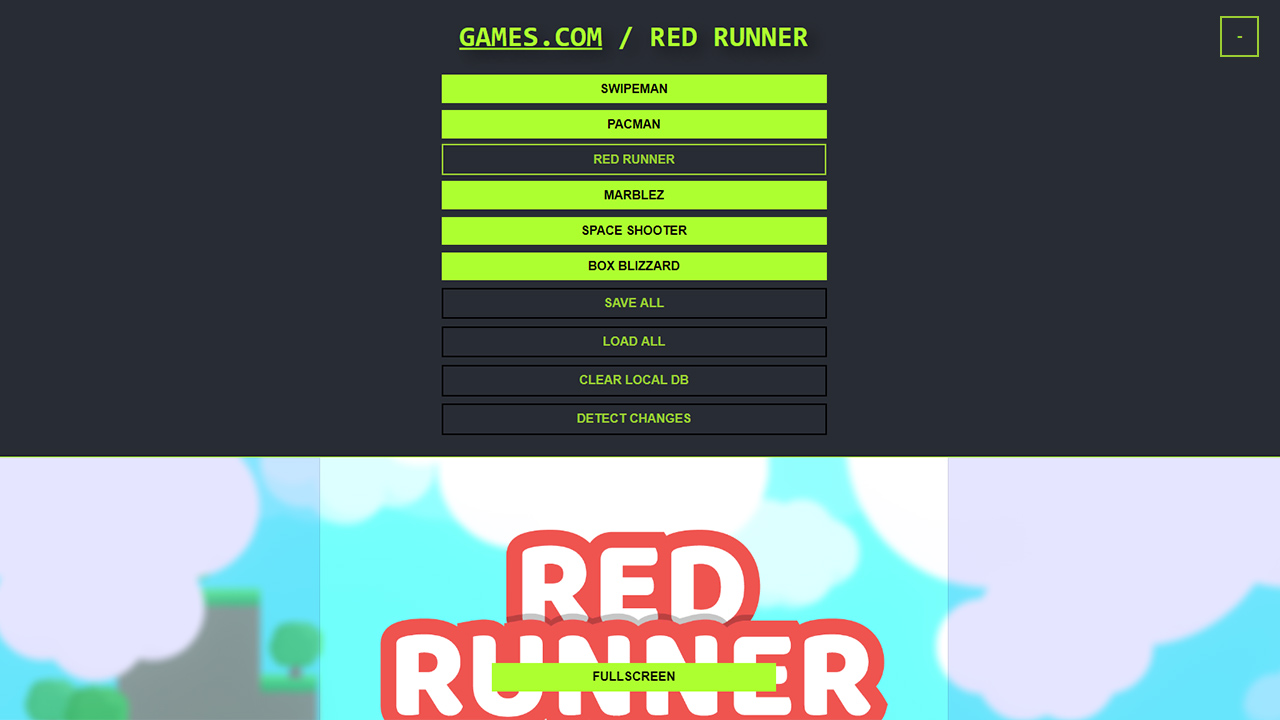 GAMES.COM / RED RUNNER
-
SWIPEMAN
PACMAN
RED RUNNER
MARBLEZ
SPACE SHOOTER
BOX BLIZZARD
SAVE ALL
LOAD ALL
CLEAR LOCAL DB
DETECT CHANGES
RED
RUNNER
FULLSCREEN